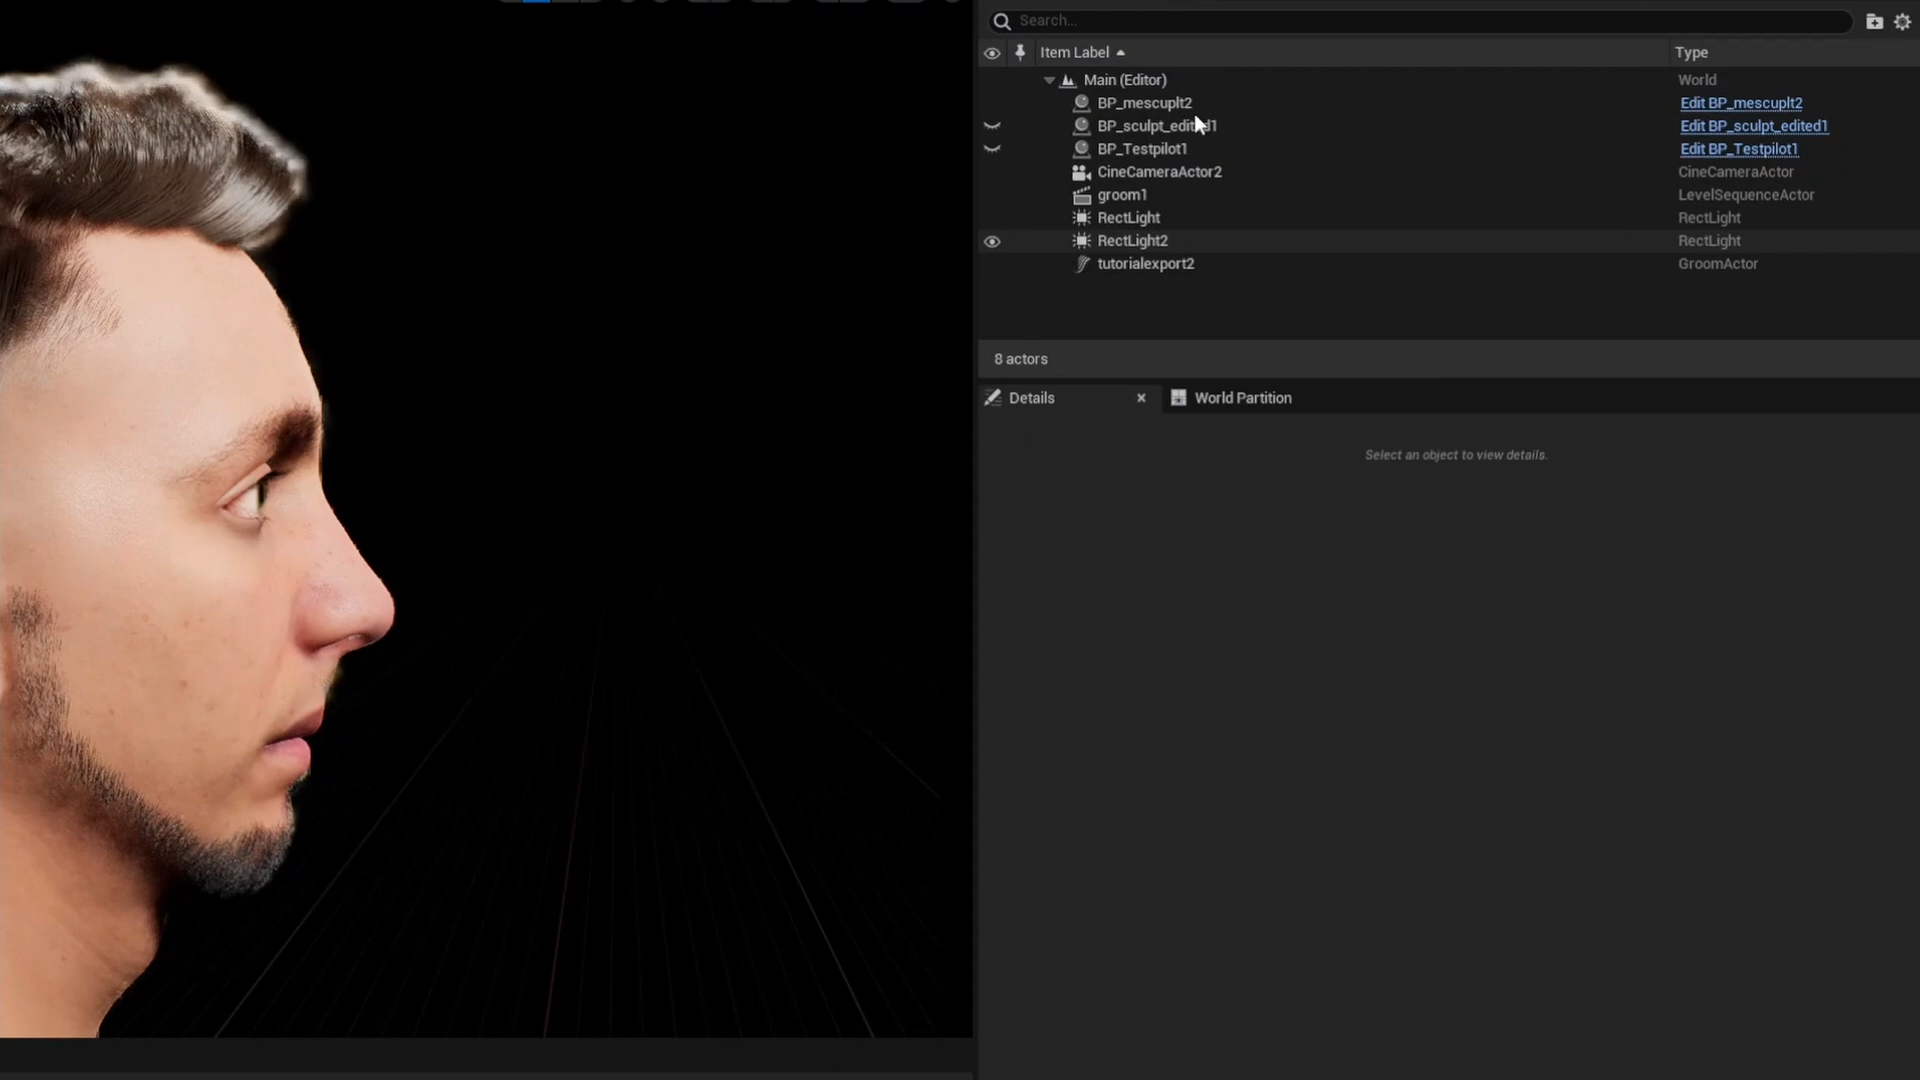 Search...
Item Label Type
Main (Editor) World
BP_mescuplt2 Edit BP_mescuplt2
BP_sculpt_edited1 Edit BP_sculpt_edited1
BP_Testpilot1 Edit BP_Testpilot1
CineCameraActor2 CineCameraActor
groom1 LevelSequenceActor
RectLight RectLight
RectLight2 RectLight
tutorialexport2 GroomActor
8 actors
Details World Partition
Select an object to view details.